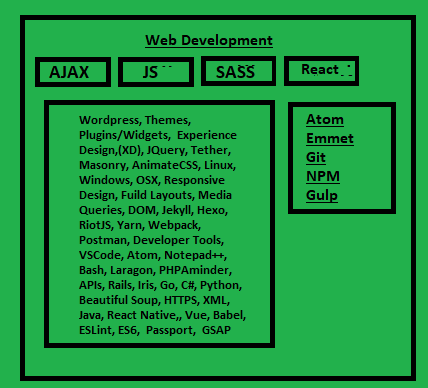 Web Development
AJAX
JS
SASS
React
Wordpress, Themes,
Plugins/Widgets, Experience
Design,(XD), JQuery, Tether,
Masonry, AnimateCSS, Linux,
Windows, OSX, Responsive
Design, Fuild Layouts, Media
Queries, DOM, Jekyll, Hexo,
RiotJS, Yarn, Webpack,
Postman, Developer Tools,
VSCode, Atom, Notepad++,
Bash, Laragon, PHPAminder,
APIs, Rails, Iris, Go, C#, Python,
Beautiful Soup, HTTPS, XML,
Java, React Native,, Vue, Babel,
ESLint, ES6, Passport, GSAP
Atom
Emmet
Git
NPM
Gulp